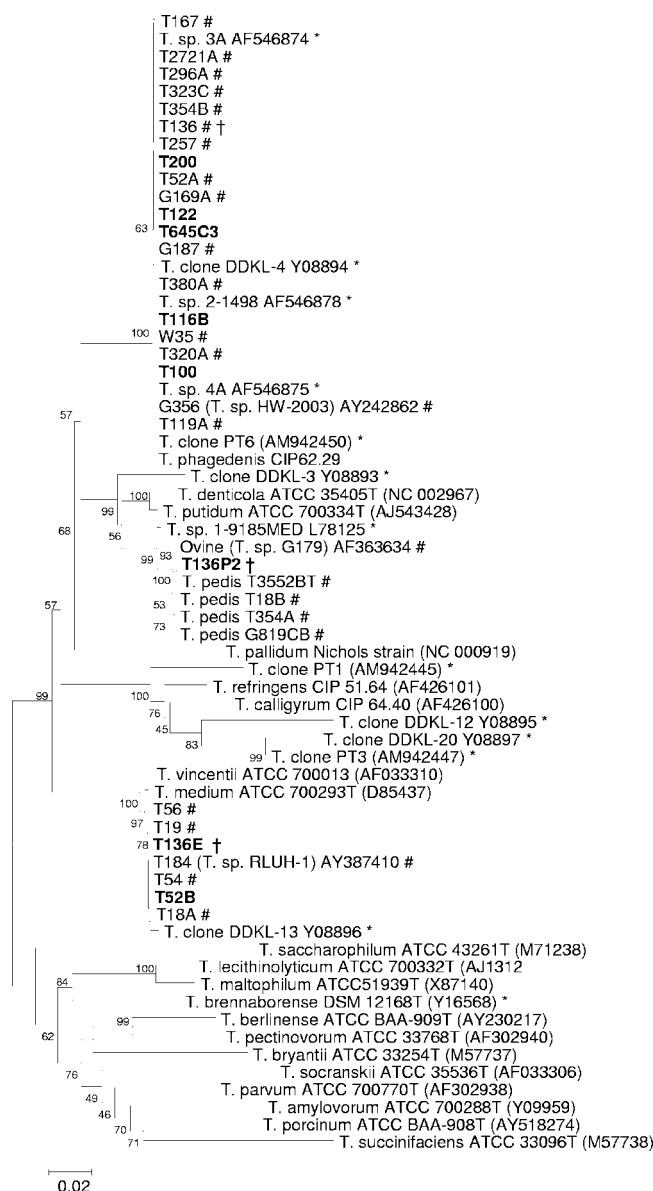 T167 #
T. sp. 3A AF546874 *
T2721A #
T296A #
T323C #
T354B #
T136 # †
T257 #
T200
T52A #
G169A #
T122
63 T645C3
G187 #
T. clone DDKL-4 Y08894 *
T380A #
T. sp. 2-1498 AF546878 *
T116B
100 W35 #
T320A #
T100
T. sp. 4A AF546875 *
G356 (T. sp. HW-2003) AY242862 #
57
T119A #
T. clone PT6 (AM942450) *
T. phagedenis CIP62.29
T. clone DDKL-3 Y08893 *
100 T. denticola ATCC 35405T (NC 002967)
99 T. putidum ATCC 700334T (AJ543428)
68 56 T. sp. 1-9185MED L78125 *
93 Ovine (T. sp. G179) AF363634 #
99 T136P2 †
100 T. pedis T3552BT #
57 53 T. pedis T18B #
T. pedis T354A #
73 T. pedis G819CB #
T. pallidum Nichols strain (NC 000919)
T. clone PT1 (AM942445) *
T. refringens CIP 51.64 (AF426101)
99 100 T. calligyrum CIP 64.40 (AF426100)
76 T. clone DDKL-12 Y08895 *
45 83 T. clone DDKL-20 Y08897 *
99 T. clone PT3 (AM942447) *
T. vincentii ATCC 700013 (AF033310)
T. medium ATCC 700293T (D85437)
100 T56 #
97 T19 #
78 T136E †
T184 (T. sp. RLUH-1) AY387410 #
T54 #
T52B
T18A #
T. clone DDKL-13 Y08896 *
T. saccharophilum ATCC 43261T (M71238)
100 T. lecithinolyticum ATCC 700332T (AJ1312
84 T. maltophilum ATCC51939T (X87140)
T. brennaborense DSM 12168T (Y16568) *
99 T. berlinense ATCC BAA-909T (AY230217)
62 T. pectinovorum ATCC 33768T (AF302940)
T. bryantii ATCC 33254T (M57737)
76 T. socranskii ATCC 35536T (AF033306)
49 T. parvum ATCC 700770T (AF302938)
46 T. amylovorum ATCC 700288T (Y09959)
70 T. porcinum ATCC BAA-908T (AY518274)
71 T. succinifaciens ATCC 33096T (M57738)
0.02